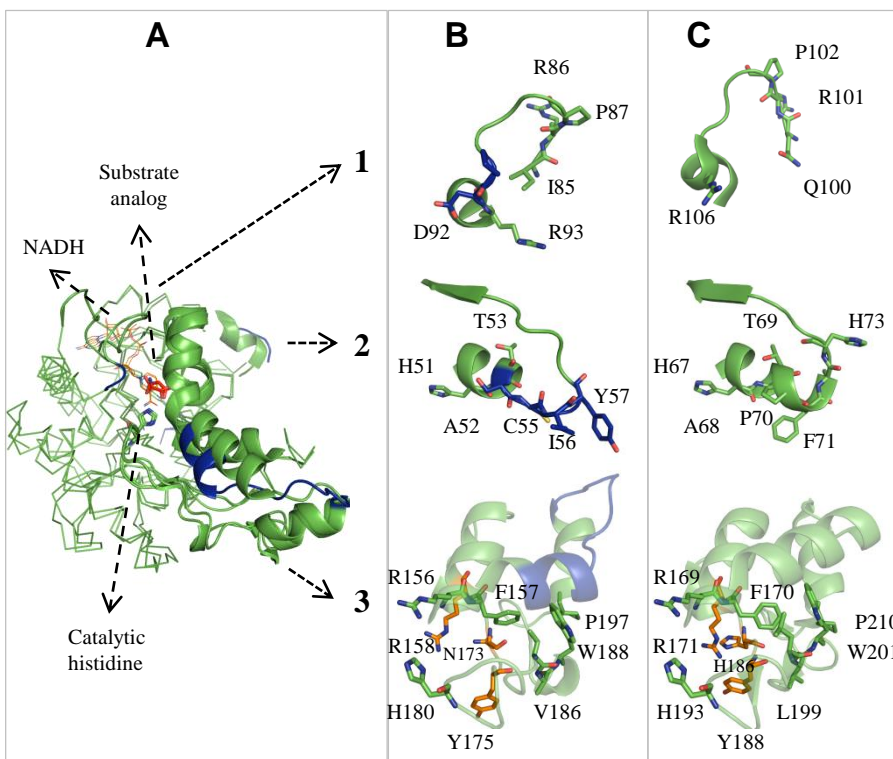 A
B
C
Substrate
analog
NADH
1
2
3
Catalytic
histidine
R86
P87
I85
D92
R93
T53
H51
Y57
A52
C55
I56
R156
F157
P197
R158
N173
W188
H180
V186
Y175
P102
R101
Q100
R106
T69
H73
H67
A68
P70
F71
R169
F170
P210
R171
H186
W201
H193
L199
Y188